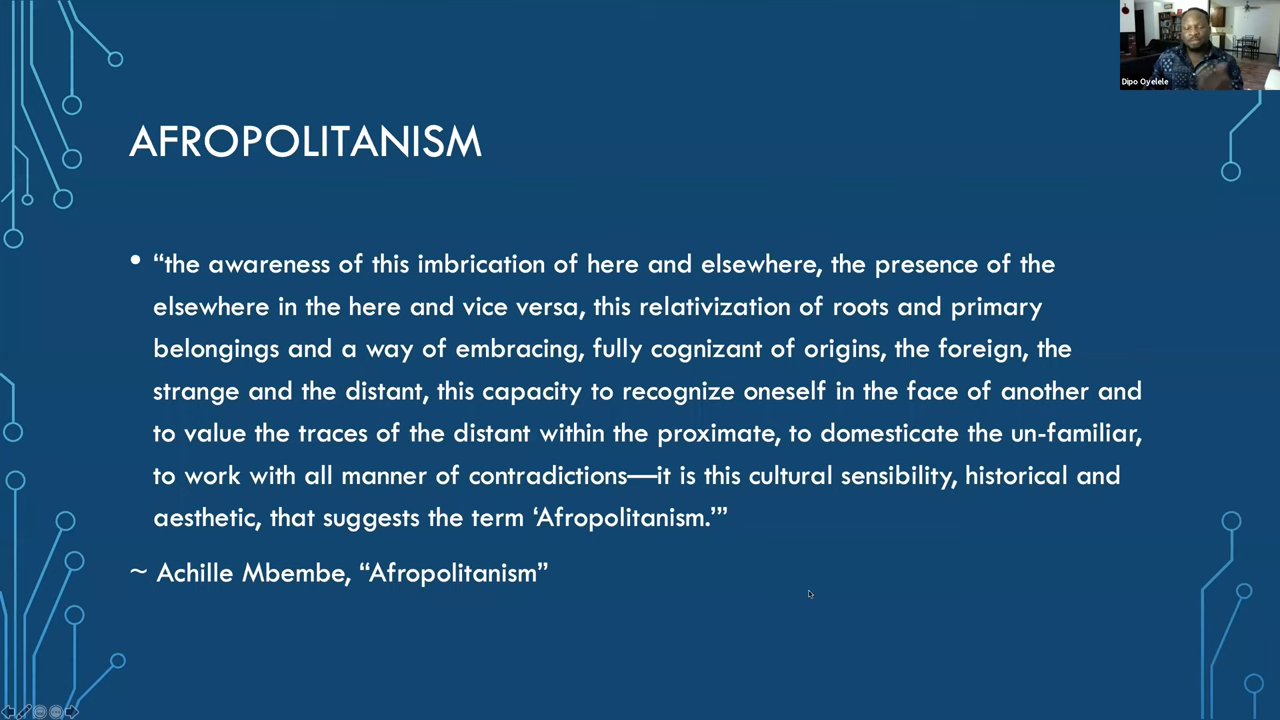 Dipo Oyelele
AFROPOLITANISM
• “the awareness of this imbrication of here and elsewhere, the presence of the
elsewhere in the here and vice versa, this relativization of roots and primary
belongings and a way of embracing, fully cognizant of origins, the foreign, the
strange and the distant, this capacity to recognize oneself in the face of another and
to value the traces of the distant within the proximate, to domesticate the un-familiar,
to work with all manner of contradictions—it is this cultural sensibility, historical and
aesthetic, that suggests the term ‘Afropolitanism.’”
~ Achille Mbembe, “Afropolitanism”